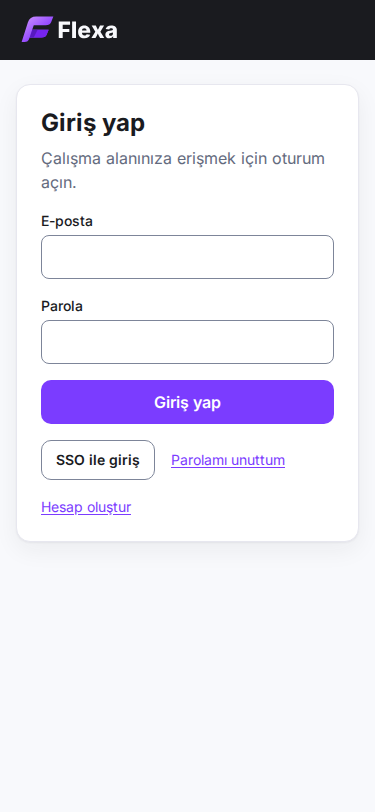 Flexa
Giriş yap
Çalışma alanınıza erişmek için oturum
açın.
E-posta
Parola
Giriş yap
SSO ile giriş
Parolamı unuttum
Hesap oluştur